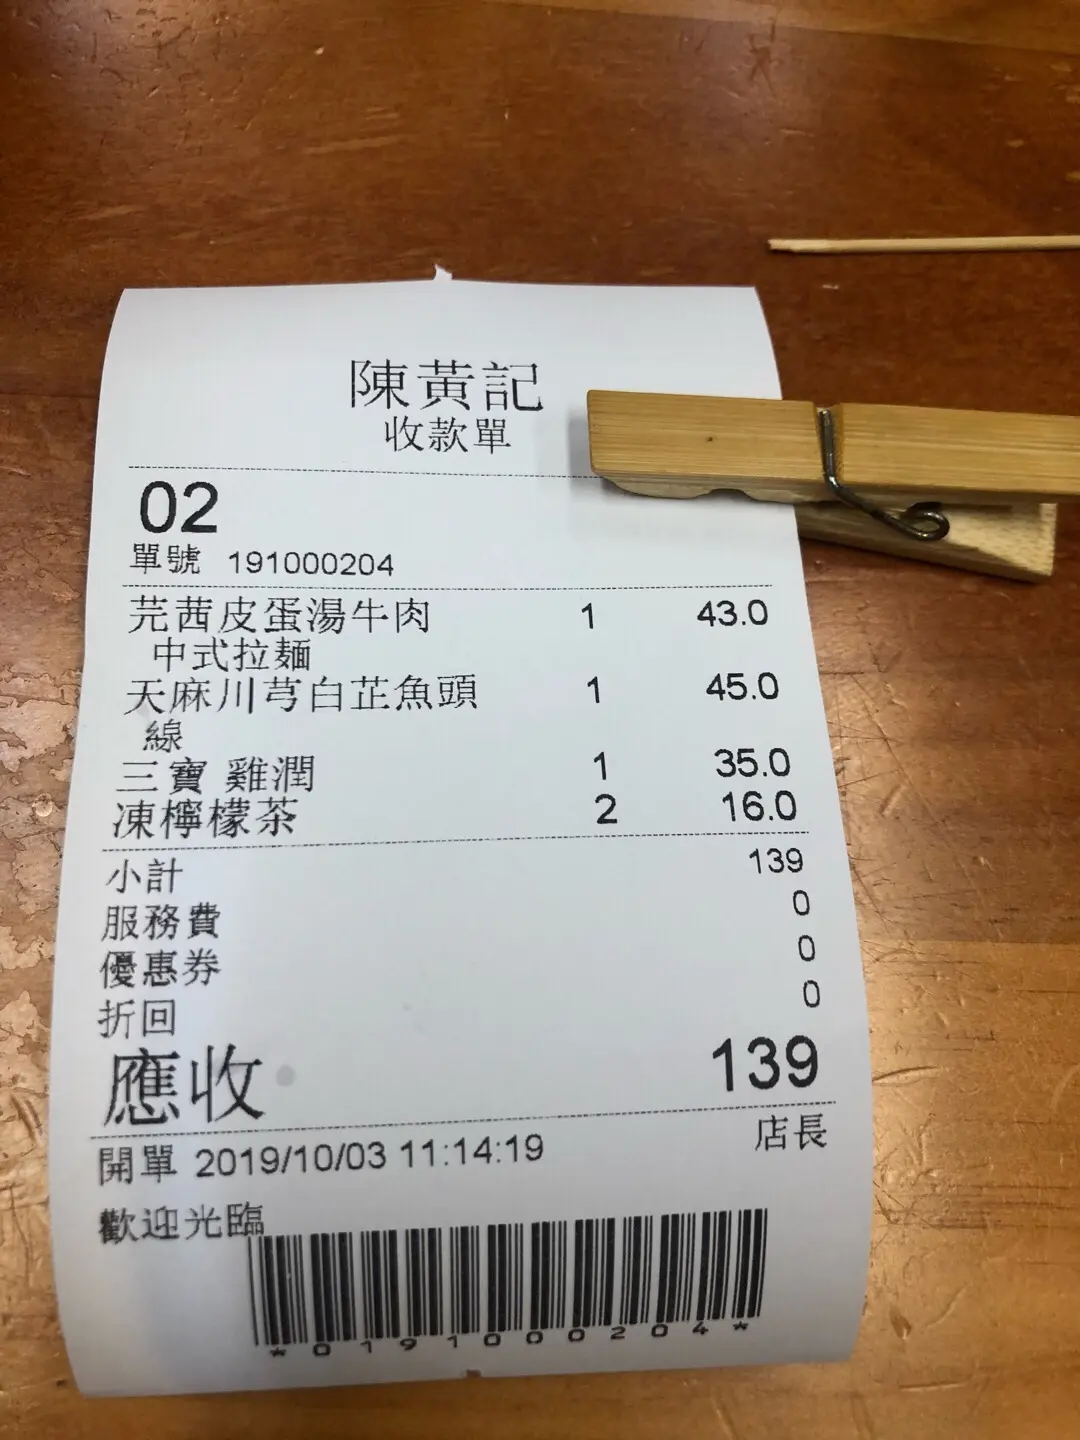 陳黃記
收款單
02
單號 191000204
芫茜皮蛋湯牛肉 1 43.0
中式拉麵
天麻川芎白芷魚頭 1 45.0
線
三寶 雞潤 1 35.0
凍檸檬茶 2 16.0
小計 139
服務費 0
優惠券 0
折回 0
應收 139
開單 2019/10/03 11:14:19 店長
歡迎光臨
*0191000204*